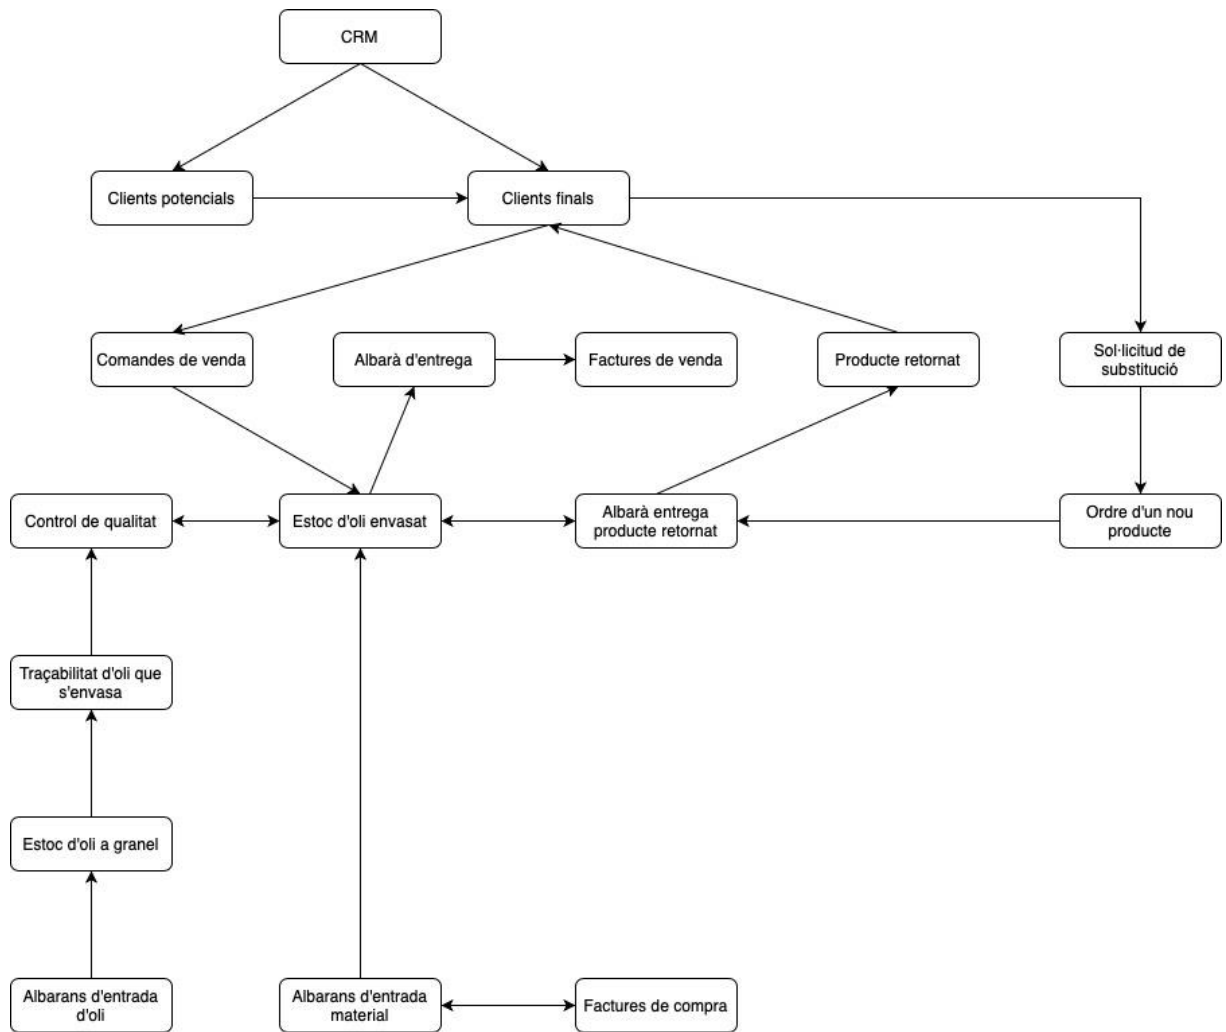 CRM
Clients potencials
Clients finals
Comandes de venda
Albarà d'entrega
Factures de venda
Producte retornat
Sol·licitud de
substitució
Control de qualitat
Estoc d'oli envasat
Albarà entrega
producte retornat
Ordre d'un nou
producte
Traçabilitat d'oli que
s'envasa
Estoc d'oli a granel
Albarans d'entrada
d'oli
Albarans d'entrada
material
Factures de compra